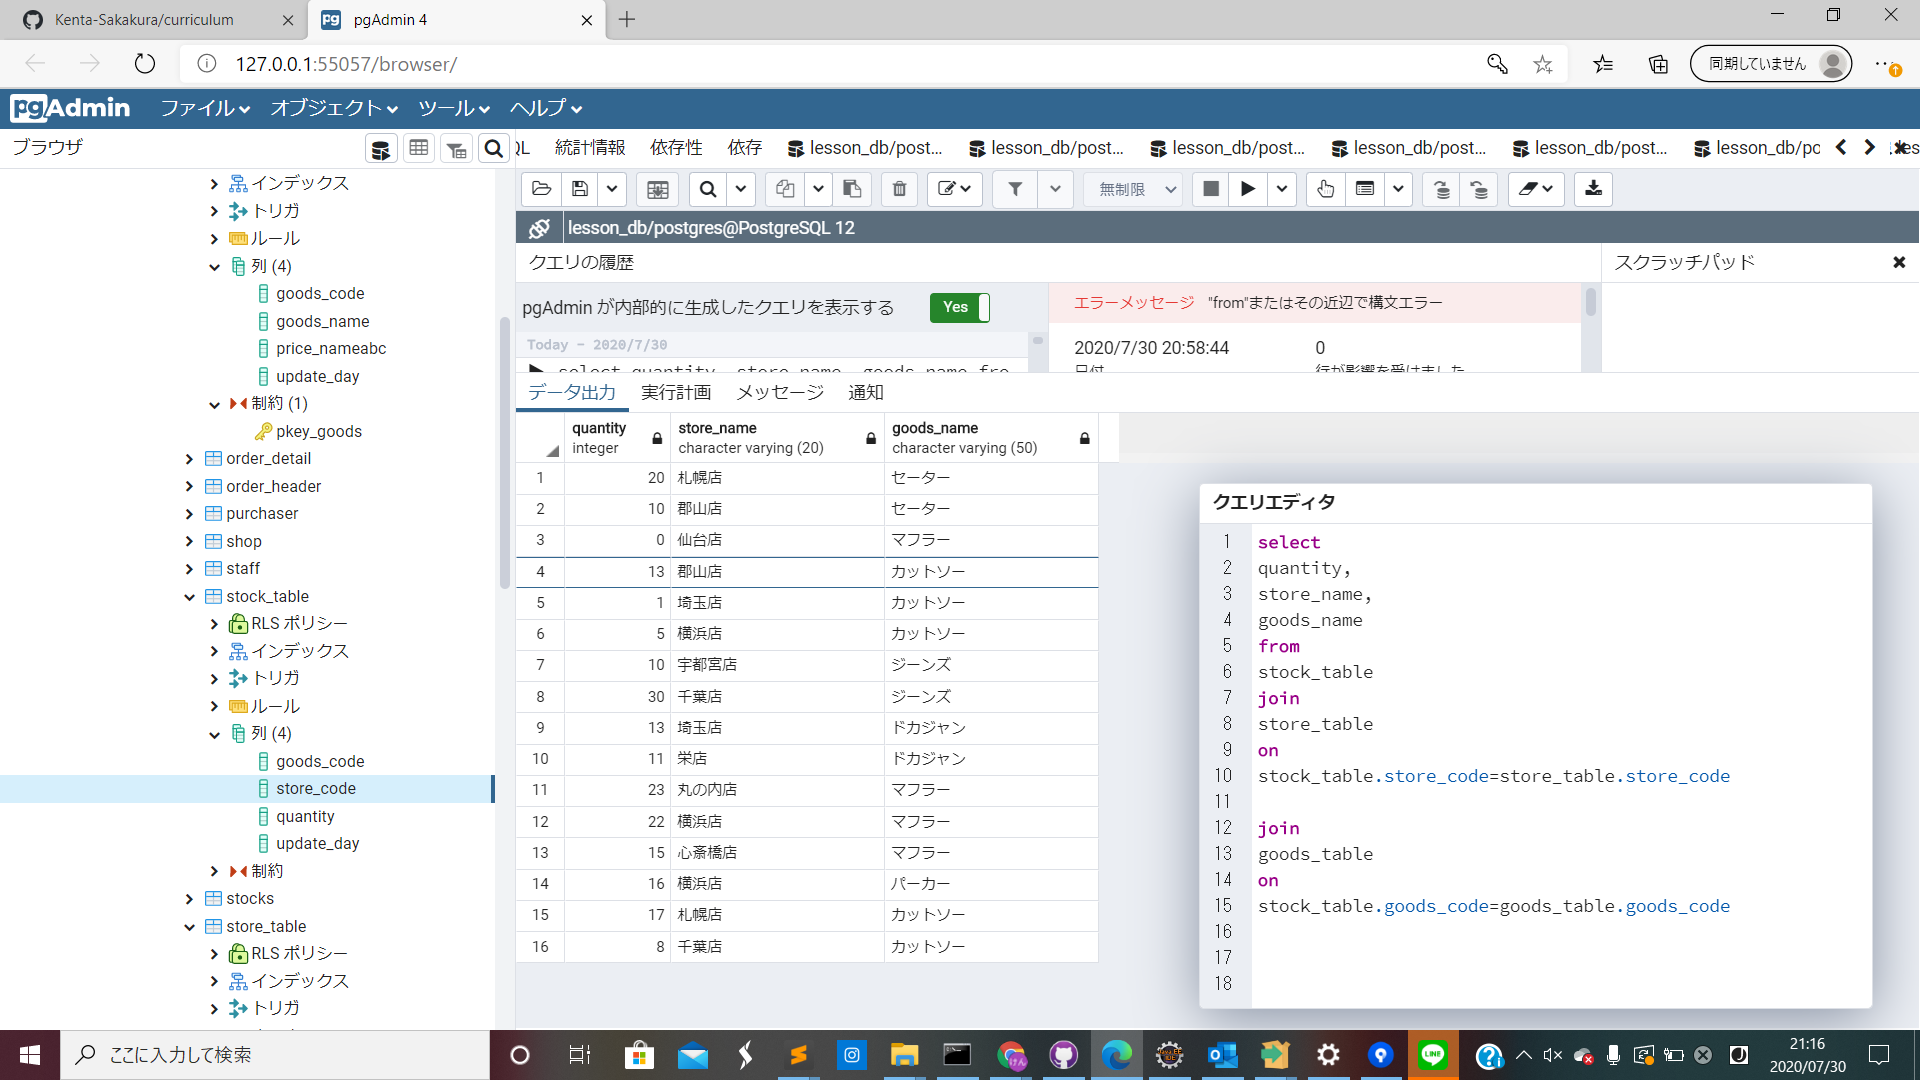 Kenta-Sakakura/curriculum
pgAdmin 4
127.0.0.1:55057/browser/
同期していません
pgAdmin ファイル オブジェクト ツール ヘルプ
ブラウザ
QL 統計情報 依存性 依存 lesson_db/post... lesson_db/post... lesson_db/post... lesson_db/post... lesson_db/post... lesson_db/po
無制限
lesson_db/postgres@PostgreSQL 12
クエリの履歴
スクラッチパッド
pgAdmin が内部的に生成したクエリを表示する Yes
Today - 2020/7/30
select quantity, store_name, goods_name fro
エラーメッセージ "from"またはその近辺で構文エラー
2020/7/30 20:58:44 0
日付 行が影響を受けました
インデックス
トリガ
ルール
列 (4)
goods_code
goods_name
price_nameabc
update_day
制約 (1)
pkey_goods
order_detail
order_header
purchaser
shop
staff
stock_table
RLS ポリシー
インデックス
トリガ
ルール
列 (4)
goods_code
store_code
quantity
update_day
制約
stocks
store_table
RLS ポリシー
インデックス
トリガ
データ出力 実行計画 メッセージ 通知
quantity store_name goods_name
integer character varying (20) character varying (50)
1 20 札幌店 セーター
2 10 郡山店 セーター
3 0 仙台店 マフラー
4 13 郡山店 カットソー
5 1 埼玉店 カットソー
6 5 横浜店 カットソー
7 10 宇都宮店 ジーンズ
8 30 千葉店 ジーンズ
9 13 埼玉店 ドカジャン
10 11 栄店 ドカジャン
11 23 丸の内店 マフラー
12 22 横浜店 マフラー
13 15 心斎橋店 マフラー
14 16 横浜店 パーカー
15 17 札幌店 カットソー
16 8 千葉店 カットソー
クエリエディタ
1 select
2 quantity,
3 store_name,
4 goods_name
5 from
6 stock_table
7 join
8 store_table
9 on
10 stock_table.store_code=store_table.store_code
11
12 join
13 goods_table
14 on
15 stock_table.goods_code=goods_table.goods_code
16
17
18
ここに入力して検索
LINE
21:16
2020/07/30